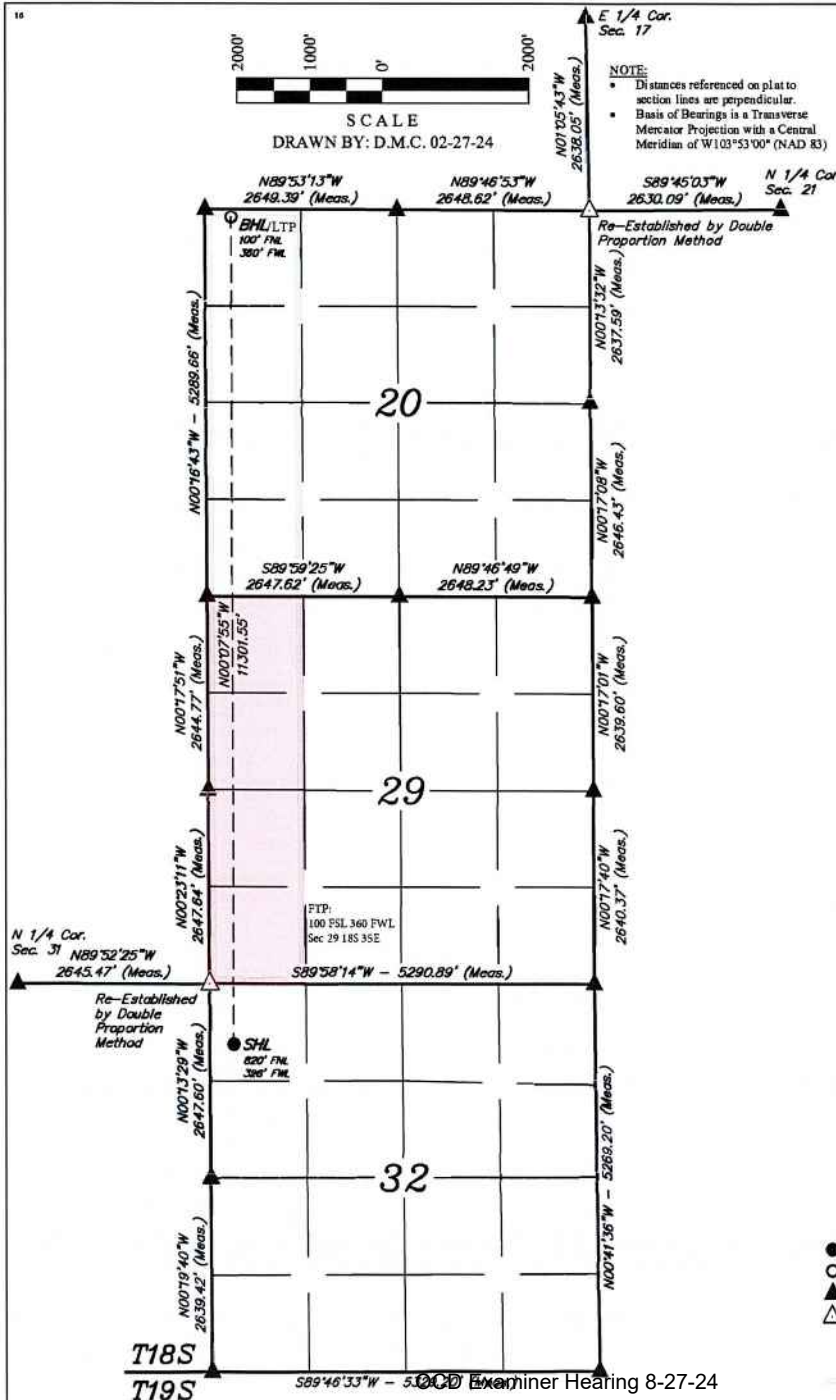 E 1/4 Cor.
Sec. 17
2000'
1000'
0'
2000'
SCALE
DRAWN BY: D.M.C. 02-27-24
NOTE:
• Distances referenced on plat to
section lines are perpendicular.
• Basis of Bearings is a Transverse
Mercator Projection with a Central
Meridian of W103°53'00" (NAD 83)
N01°05'43"W
2638.05' (Meas.)
N89°53'13"W
2649.39' (Meas.)
N89°46'53"W
2648.62' (Meas.)
S89°45'03"W
2630.09' (Meas.)
N 1/4 Cor
Sec. 21
Re-Established by Double
Proportion Method
BHL/LTP
100' FNL
360' FWL
N00°16'43"W - 5289.66' (Meas.)
N00°13'32"W
2637.59' (Meas.)
20
N00°17'08"W
2646.43' (Meas.)
S89°59'25"W
2647.62' (Meas.)
N89°46'49"W
2648.23' (Meas.)
N00°07'55"W
11301.55'
N00°17'51"W
2644.77' (Meas.)
N00°17'01"W
2639.60' (Meas.)
29
N00°23'11"W
2647.64' (Meas.)
N00°17'40"W
2640.37' (Meas.)
FTP:
100 FSL 360 FWL
Sec 29 18S 35E
N 1/4 Cor.
Sec. 31
N89°52'25"W
2645.47' (Meas.)
S89°58'14"W - 5290.89' (Meas.)
Re-Established
by Double
Proportion
Method
SHL
820' FNL
396' FWL
N00°13'29"W
2647.60' (Meas.)
32
N00°41'36"W - 5269.20' (Meas.)
N00°19'40"W
2639.42' (Meas.)
T18S
T19S
S89°46'33"W -
OCD Examiner Hearing 8-27-24